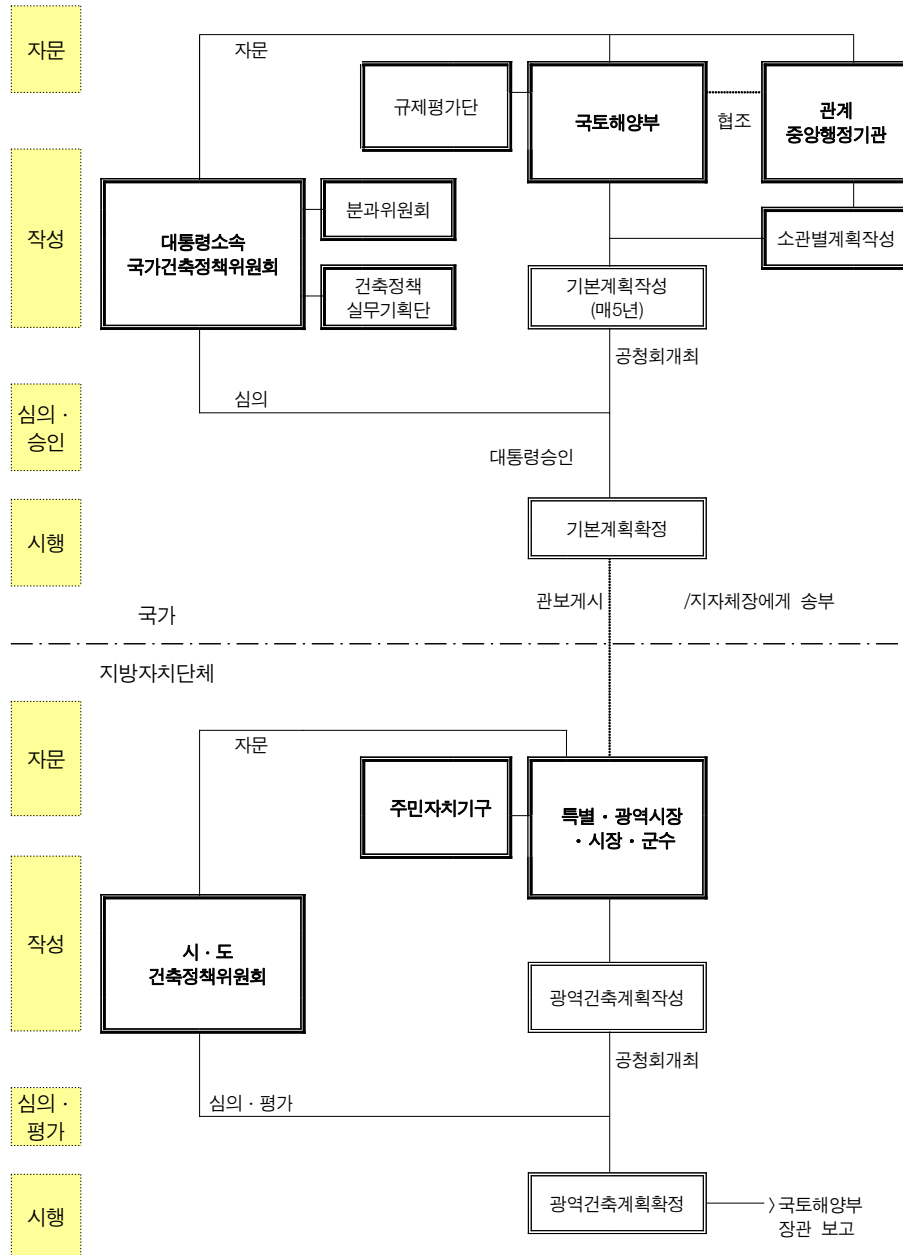 자문
자문
규제평가단
국토해양부
협조
관계
중앙행정기관
작성
대통령소속
국가건축정책위원회
분과위원회
건축정책
실무기획단
소관별계획작성
기본계획작성
(매5년)
공청회개최
심의 ·
승인
심의
대통령승인
시행
기본계획확정
관보게시
/지자체장에게 송부
국가
지방자치단체
자문
자문
주민자치기구
특별 · 광역시장
· 시장 · 군수
작성
시 · 도
건축정책위원회
광역건축계획작성
공청회개최
심의 ·
평가
심의 · 평가
시행
광역건축계획확정
〉국토해양부
장관 보고